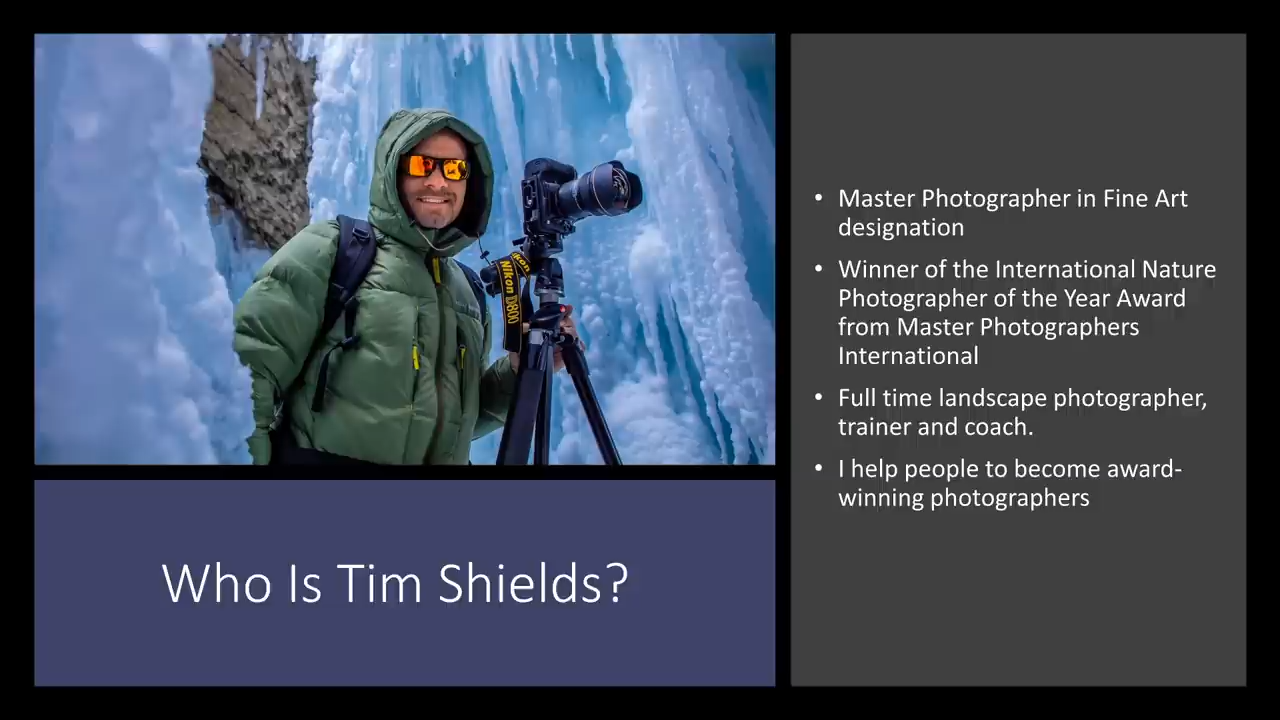 Nikon
Nikon D800
Who Is Tim Shields?
• Master Photographer in Fine Art
designation
• Winner of the International Nature
Photographer of the Year Award
from Master Photographers
International
• Full time landscape photographer,
trainer and coach.
• I help people to become award-
winning photographers